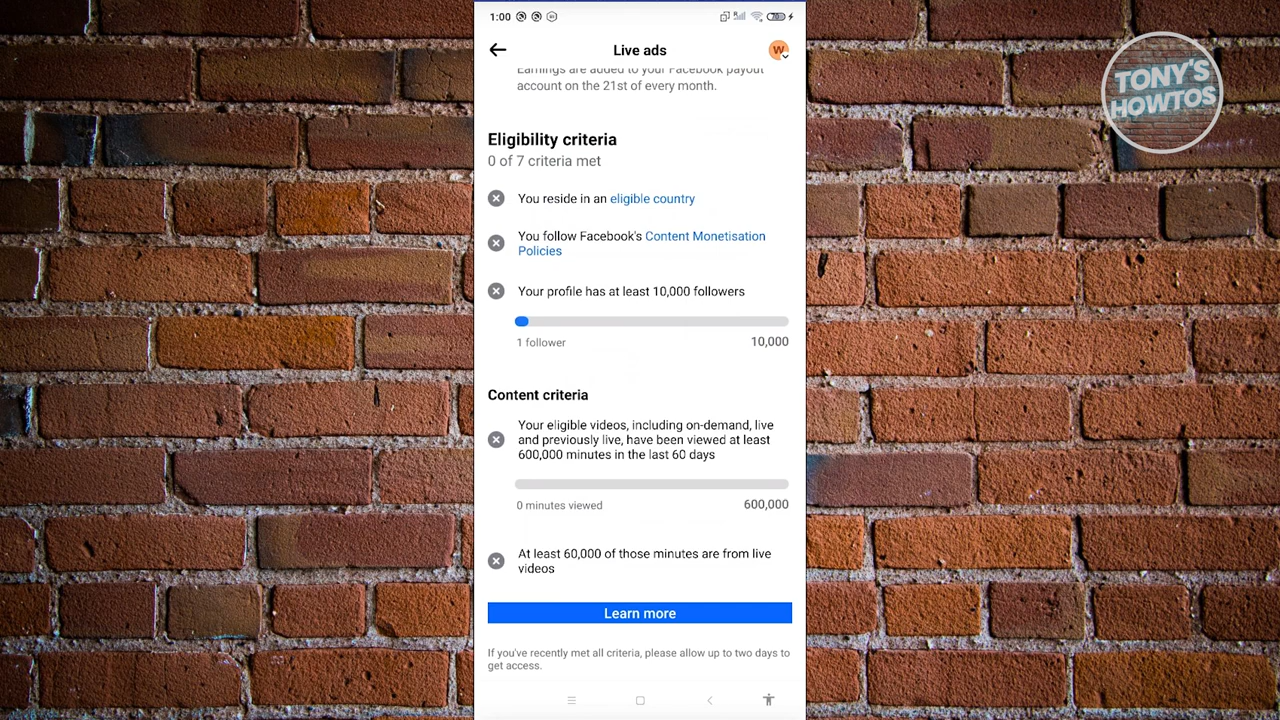 1:00
Live ads
W
TONY'S
HOWTOS
Earnings are added to your Facebook payout
account on the 21st of every month.
Eligibility criteria
0 of 7 criteria met
You reside in an eligible country
You follow Facebook's Content Monetisation
Policies
Your profile has at least 10,000 followers
1 follower
10,000
Content criteria
Your eligible videos, including on-demand, live
and previously live, have been viewed at least
600,000 minutes in the last 60 days
0 minutes viewed
600,000
At least 60,000 of those minutes are from live
videos
Learn more
If you've recently met all criteria, please allow up to two days to
get access.